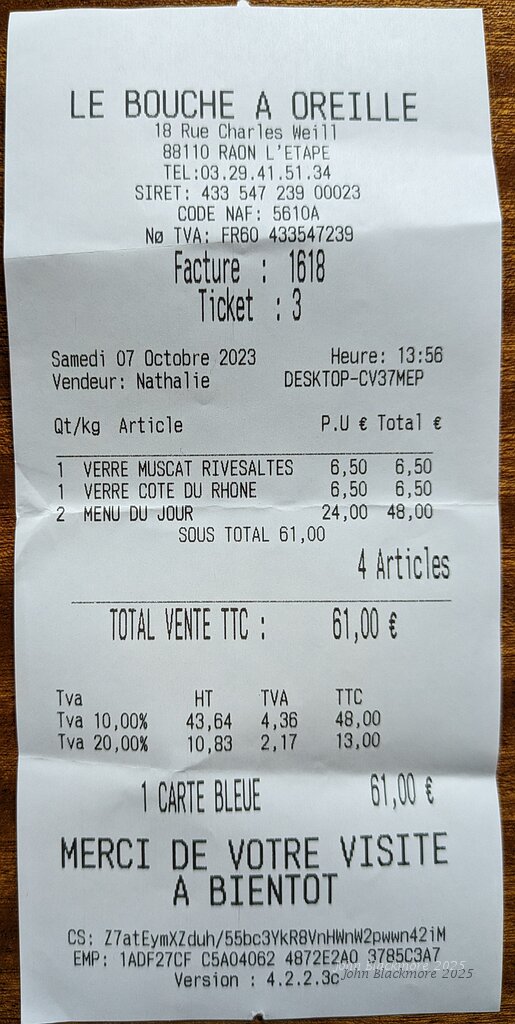 LE BOUCHE A OREILLE
18 Rue Charles Weill
88110 RAON L'ETAPE
TEL:03.29.41.51.34
SIRET: 433 547 239 00023
CODE NAF: 5610A
Nø TVA: FR60 433547239
Facture : 1618
Ticket : 3
Samedi 07 Octobre 2023 Heure: 13:56
Vendeur: Nathalie DESKTOP-CV37MEP
Qt/kg Article P.U € Total €
1 VERRE MUSCAT RIVESALTES 6,50 6,50
1 VERRE COTE DU RHONE 6,50 6,50
2 MENU DU JOUR 24,00 48,00
SOUS TOTAL 61,00
4 Articles
TOTAL VENTE TTC : 61,00 €
Tva HT TVA TTC
Tva 10,00% 43,64 4,36 48,00
Tva 20,00% 10,83 2,17 13,00
1 CARTE BLEUE 61,00 €
MERCI DE VOTRE VISITE
A BIENTOT
CS: Z7atEymXZduh/55bc3YkR8VnHWnW2pwwn42iM
EMP: 1ADF27CF C5A04062 4872E2A0 3785C3A7
Version : 4.2.2.3c
John Blackmore 2025
John Blackmore 2025